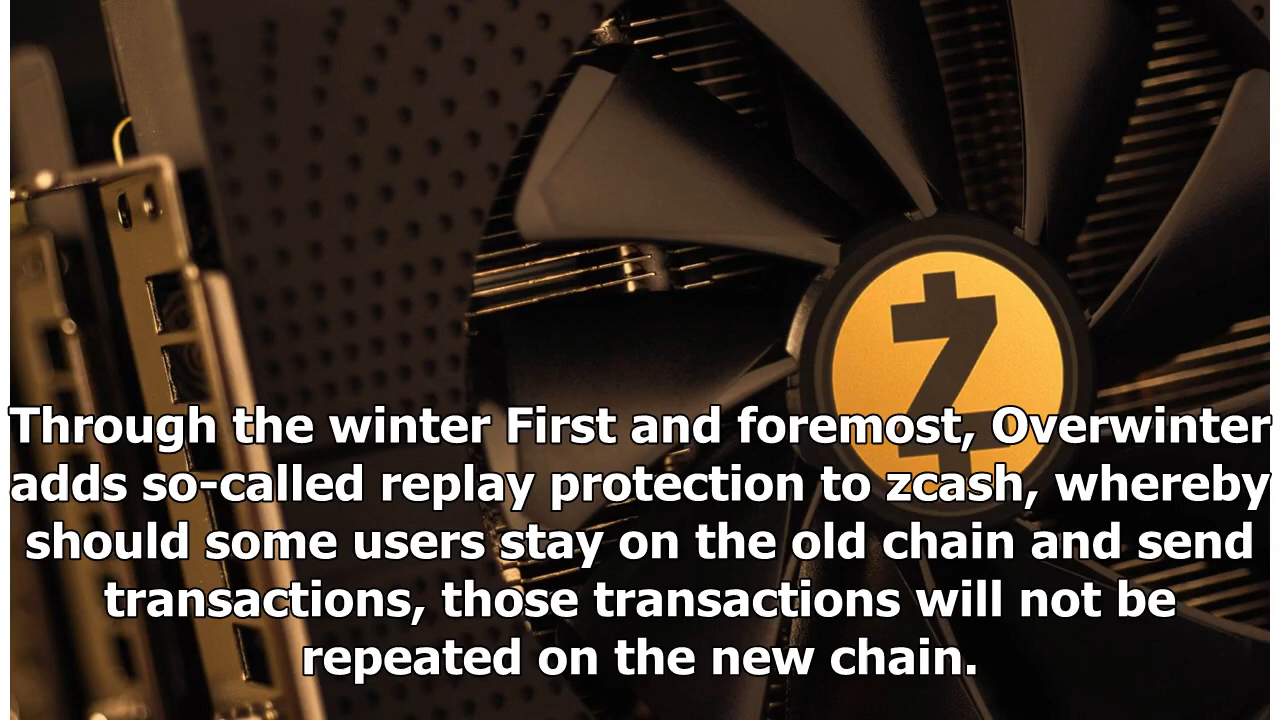 Through the winter First and foremost, Overwinter
adds so-called replay protection to zcash, whereby
should some users stay on the old chain and send
transactions, those transactions will not be
repeated on the new chain.